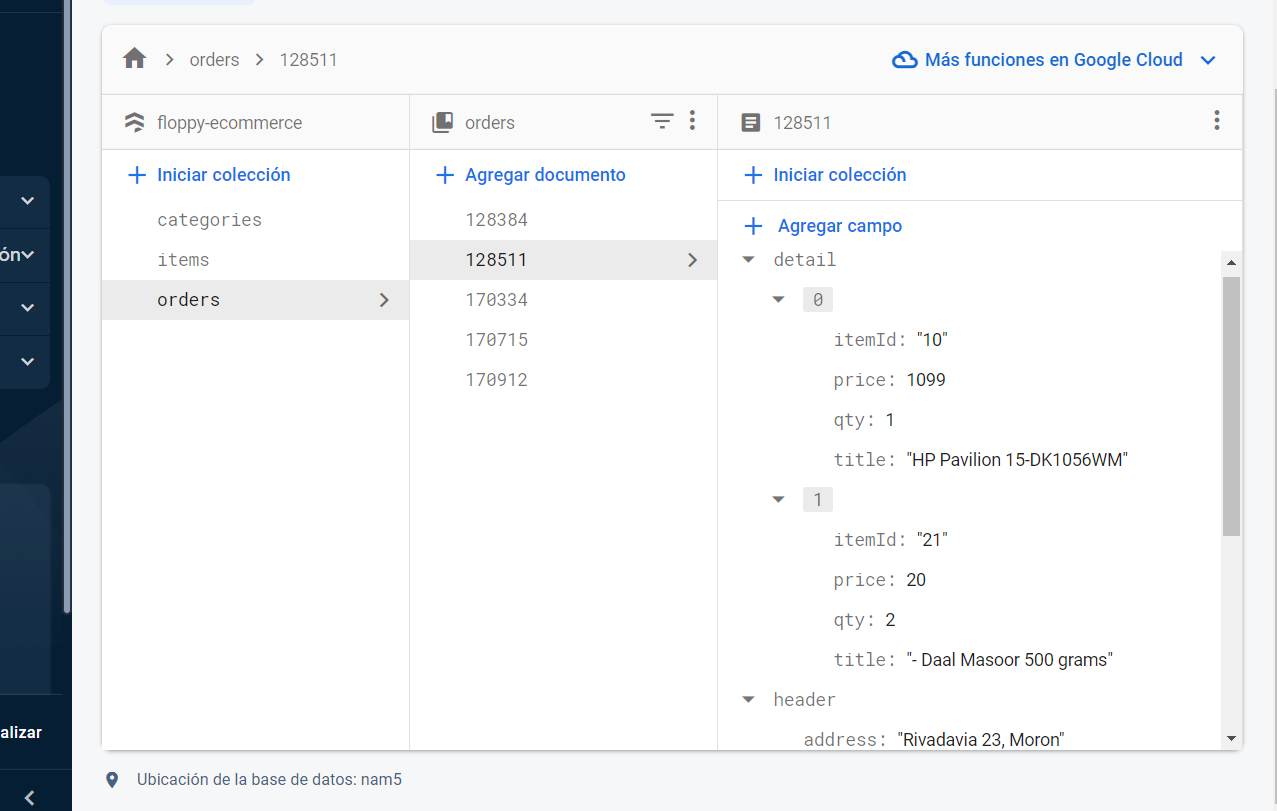 orders
128511
Más funciones en Google Cloud
floppy-ecommerce
orders
128511
Iniciar colección
Agregar documento
Iniciar colección
categories
items
orders
128384
128511
170334
170715
170912
Agregar campo
detail
0
itemId: "10"
price: 1099
qty: 1
title: "HP Pavilion 15-DK1056WM"
1
itemId: "21"
price: 20
qty: 2
title: "- Daal Masoor 500 grams"
header
address: "Rivadavia 23, Moron"
ón
alizar
Ubicación de la base de datos: nam5